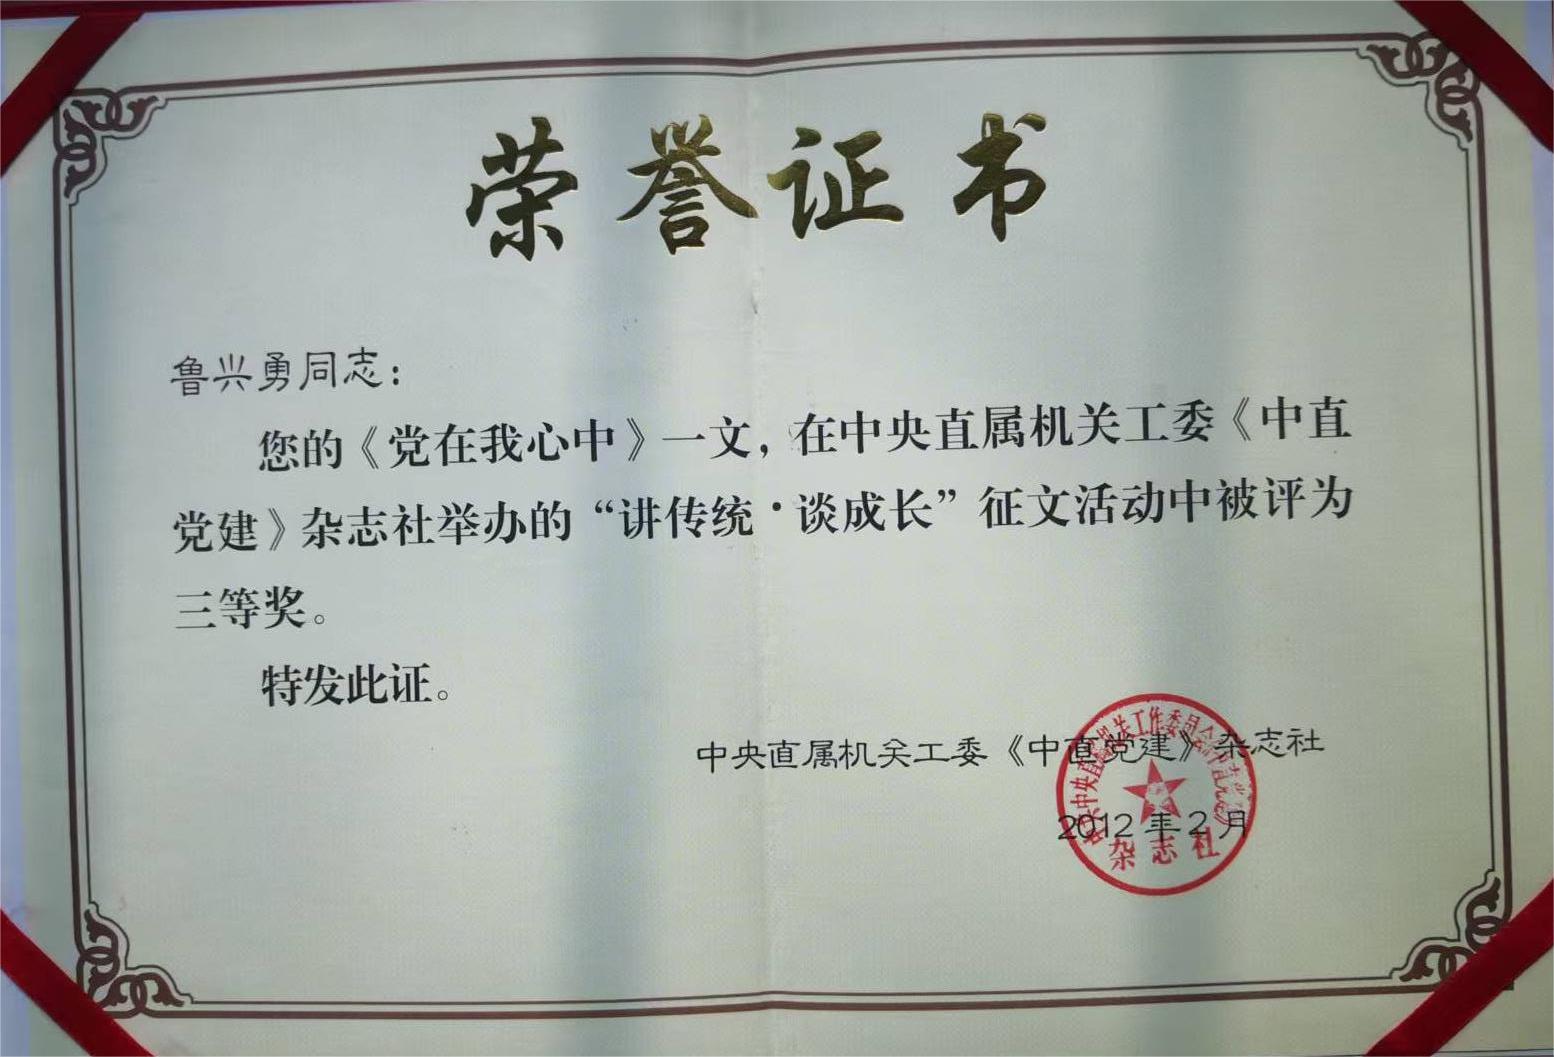 荣誉证书
鲁兴勇同志:
您的《党在我心中》一文,在中央直属机关工委《中直
党建》杂志社举办的“讲传统·谈成长”征文活动中被评为
三等奖。
特发此证。
中央直属机关工委《中直党建》杂志社
2012年2月
杂志社